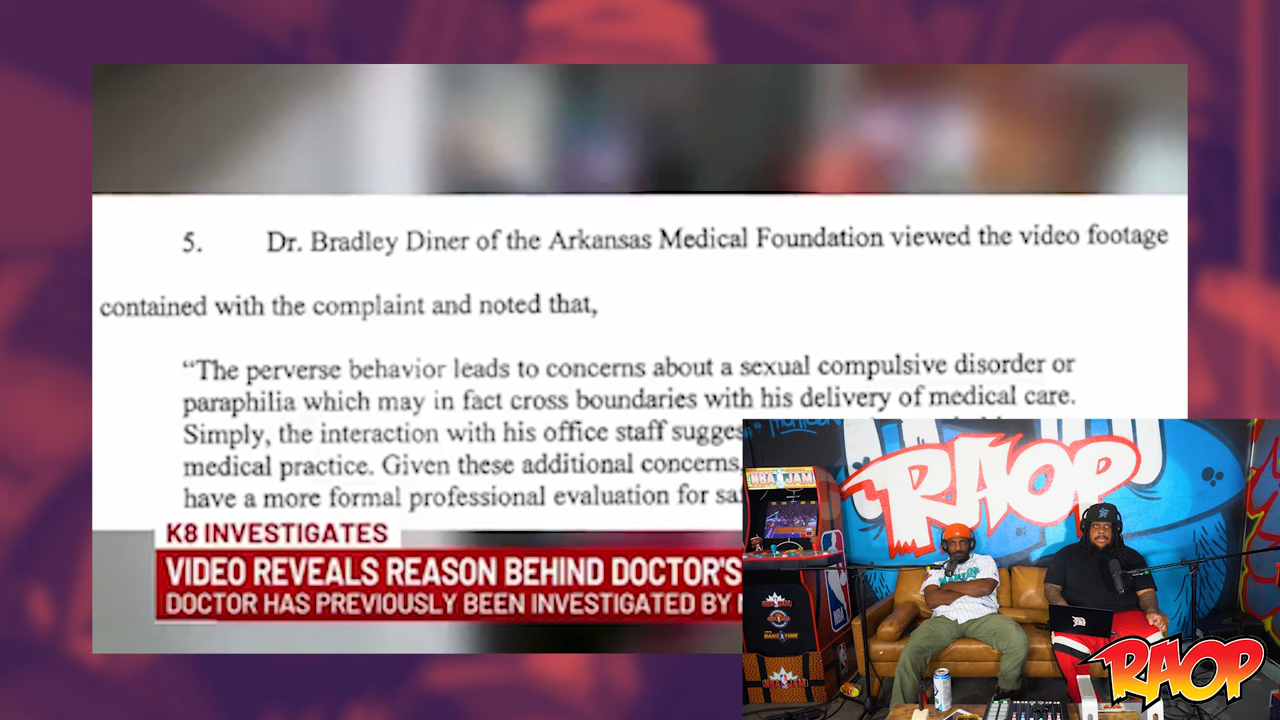 5. Dr. Bradley Diner of the Arkansas Medical Foundation viewed the video footage
contained with the complaint and noted that,
“The perverse behavior leads to concerns about a sexual compulsive disorder or
paraphilia which may in fact cross boundaries with his delivery of medical care.
Simply, the interaction with his office staff
medical practice. Given these additional concerns,
have a more formal professional evaluation for
K8 INVESTIGATES
VIDEO REVEALS REASON BEHIND DOCTOR'S
DOCTOR HAS PREVIOUSLY BEEN INVESTIGATED BY
RAOP
NBA JAM
NBA
NBA JAM
RAOP